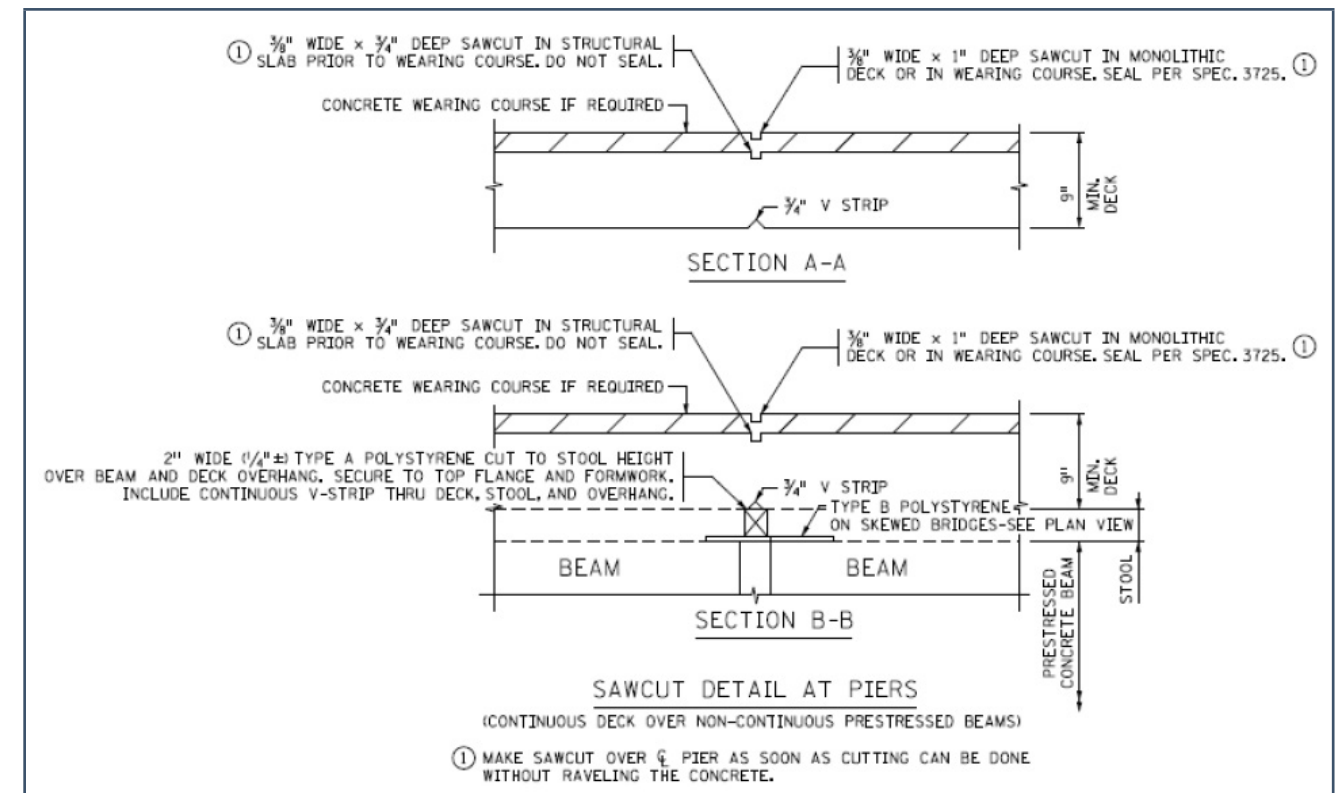 ① ⅜" WIDE × ¾" DEEP SAWCUT IN STRUCTURAL
SLAB PRIOR TO WEARING COURSE. DO NOT SEAL.
⅜" WIDE × 1" DEEP SAWCUT IN MONOLITHIC
DECK OR IN WEARING COURSE. SEAL PER SPEC. 3725. ①
CONCRETE WEARING COURSE IF REQUIRED
¾" V STRIP
9"
MIN.
DECK
SECTION A-A
① ⅜" WIDE × ¾" DEEP SAWCUT IN STRUCTURAL
SLAB PRIOR TO WEARING COURSE. DO NOT SEAL.
⅜" WIDE × 1" DEEP SAWCUT IN MONOLITHIC
DECK OR IN WEARING COURSE. SEAL PER SPEC. 3725. ①
CONCRETE WEARING COURSE IF REQUIRED
2" WIDE (¼"±) TYPE A POLYSTYRENE CUT TO STOOL HEIGHT
OVER BEAM AND DECK OVERHANG. SECURE TO TOP FLANGE AND FORMWORK.
INCLUDE CONTINUOUS V-STRIP THRU DECK, STOOL, AND OVERHANG.
¾" V STRIP
TYPE B POLYSTYRENE
ON SKEWED BRIDGES-SEE PLAN VIEW
9"
MIN.
DECK
STOOL
PRESTRESSED
CONCRETE BEAM
BEAM
BEAM
SECTION B-B
SAWCUT DETAIL AT PIERS
(CONTINUOUS DECK OVER NON-CONTINUOUS PRESTRESSED BEAMS)
① MAKE SAWCUT OVER ℄ PIER AS SOON AS CUTTING CAN BE DONE
WITHOUT RAVELING THE CONCRETE.